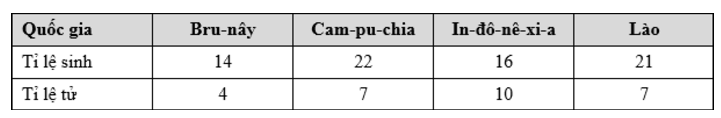 Quốc gia Bru-nây Cam-pu-chia In-đô-nê-xi-a Lào
Tỉ lệ sinh 14 22 16 21
Tỉ lệ tử 4 7 10 7